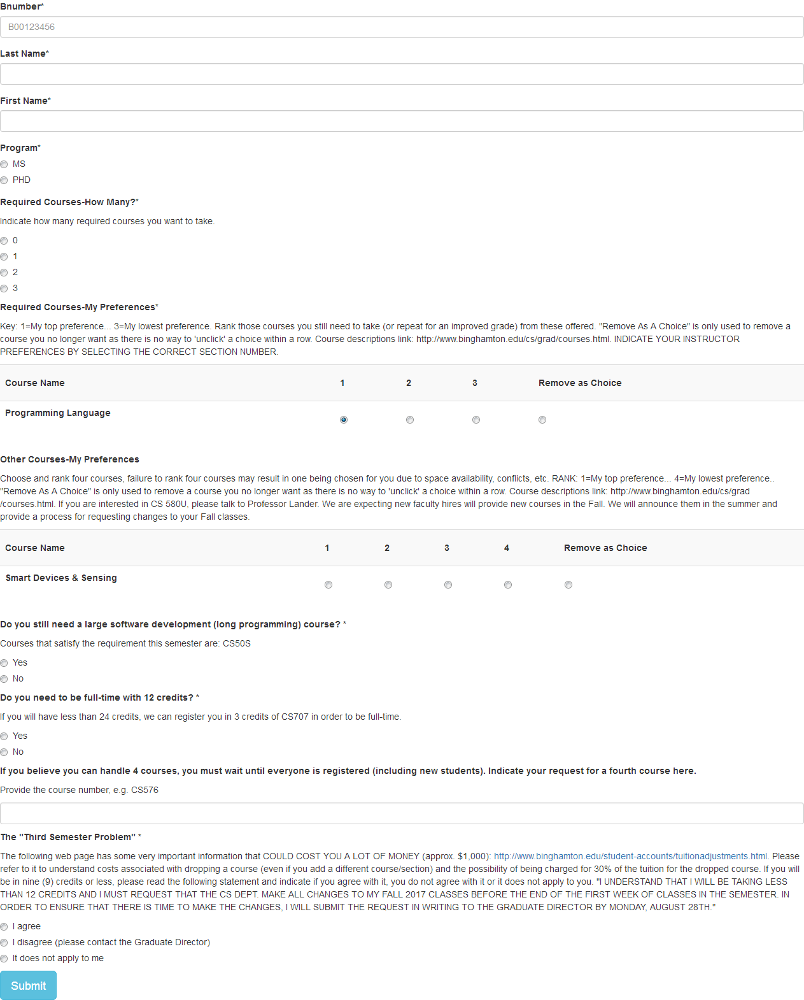 Bnumber*
B00123456
Last Name*
First Name*
Program*
MS
PHD
Required Courses-How Many?*
Indicate how many required courses you want to take.
0
1
2
3
Required Courses-My Preferences*
Key: 1=My top preference... 3=My lowest preference. Rank those courses you still need to take (or repeat for an improved grade) from these offered. "Remove As A Choice" is only used to remove a
course you no longer want as there is no way to 'unclick' a choice within a row. Course descriptions link: http://www.binghamton.edu/cs/grad/courses.html. INDICATE YOUR INSTRUCTOR
PREFERENCES BY SELECTING THE CORRECT SECTION NUMBER.
Course Name 1 2 3 Remove as Choice
Programming Language
Other Courses-My Preferences
Choose and rank four courses, failure to rank four courses may result in one being chosen for you due to space availability, conflicts, etc. RANK: 1=My top preference... 4=My lowest preference..
"Remove As A Choice" is only used to remove a course you no longer want as there is no way to 'unclick' a choice within a row. Course descriptions link: http://www.binghamton.edu/cs/grad
/courses.html. If you are interested in CS 580U, please talk to Professor Lander. We are expecting new faculty hires will provide new courses in the Fall. We will announce them in the summer and
provide a process for requesting changes to your Fall classes.
Course Name 1 2 3 4 Remove as Choice
Smart Devices & Sensing
Do you still need a large software development (long programming) course? *
Courses that satisfy the requirement this semester are: CS50S
Yes
No
Do you need to be full-time with 12 credits? *
If you will have less than 24 credits, we can register you in 3 credits of CS707 in order to be full-time.
Yes
No
If you believe you can handle 4 courses, you must wait until everyone is registered (including new students). Indicate your request for a fourth course here.
Provide the course number, e.g. CS576
The "Third Semester Problem" *
The following web page has some very important information that COULD COST YOU A LOT OF MONEY (approx. $1,000): http://www.binghamton.edu/student-accounts/tuitionadjustments.html. Please
refer to it to understand costs associated with dropping a course (even if you add a different course/section) and the possibility of being charged for 30% of the tuition for the dropped course. If you will
be in nine (9) credits or less, please read the following statement and indicate if you agree with it, you do not agree with it or it does not apply to you. "I UNDERSTAND THAT I WILL BE TAKING LESS
THAN 12 CREDITS AND I MUST REQUEST THAT THE CS DEPT. MAKE ALL CHANGES TO MY FALL 2017 CLASSES BEFORE THE END OF THE FIRST WEEK OF CLASSES IN THE SEMESTER. IN
ORDER TO ENSURE THAT THERE IS TIME TO MAKE THE CHANGES, I WILL SUBMIT THE REQUEST IN WRITING TO THE GRADUATE DIRECTOR BY MONDAY, AUGUST 28TH."
I agree
I disagree (please contact the Graduate Director)
It does not apply to me
Submit